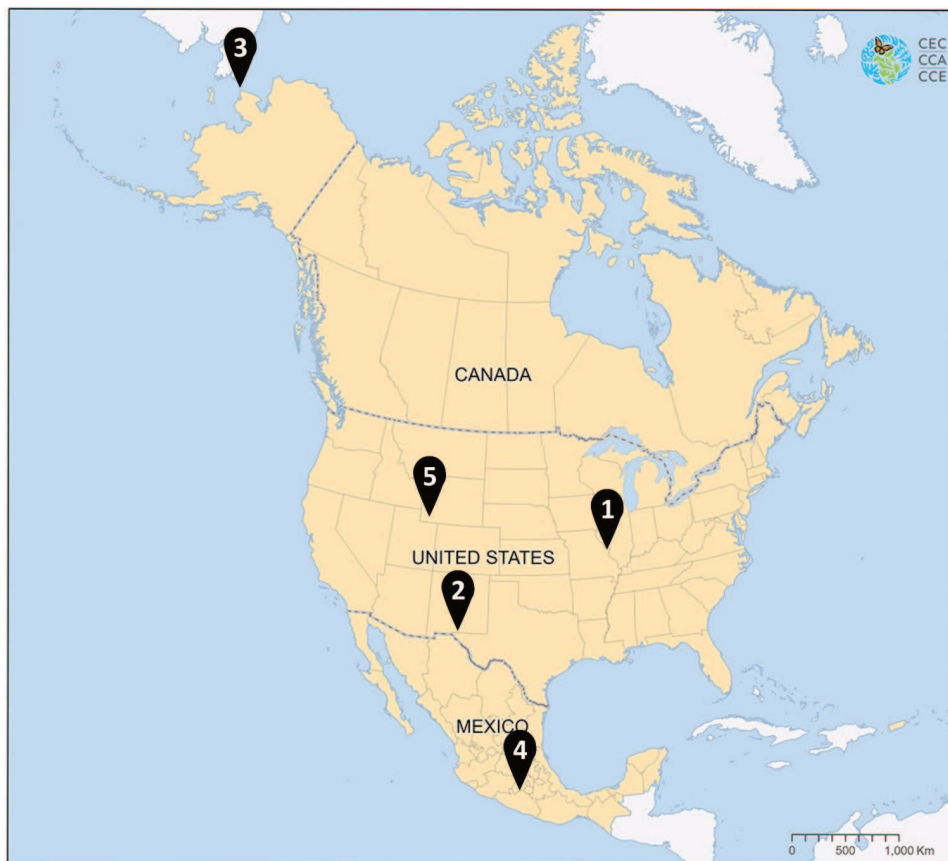 3
CEC
CCA
CCE
CANADA
5
1
UNITED STATES
2
MEXICO
4
0 500 1,000 Km